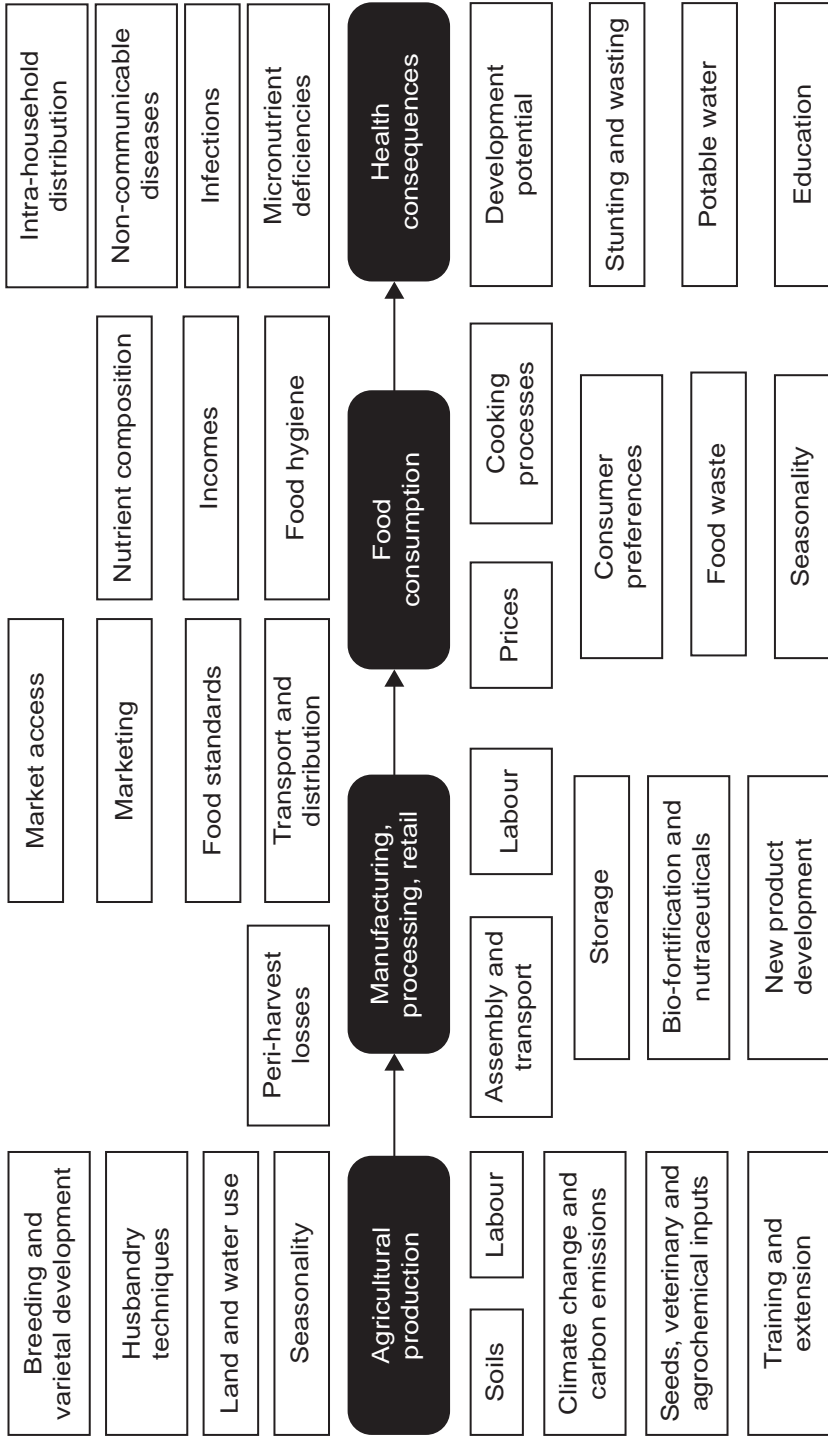 Breeding and
varietal development
Husbandry
techniques
Land and water use
Seasonality
Peri-harvest
losses
Market access
Marketing
Food standards
Transport and
distribution
Nutrient composition
Incomes
Food hygiene
Intra-household
distribution
Non-communicable
diseases
Infections
Micronutrient
deficiencies
Agricultural
production
Manufacturing,
processing, retail
Food
consumption
Health
consequences
Soils
Labour
Climate change and
carbon emissions
Seeds, veterinary and
agrochemical inputs
Training and
extension
Assembly and
transport
Labour
Storage
Bio-fortification and
nutraceuticals
New product
development
Prices
Cooking
processes
Consumer
preferences
Food waste
Seasonality
Development
potential
Stunting and wasting
Potable water
Education